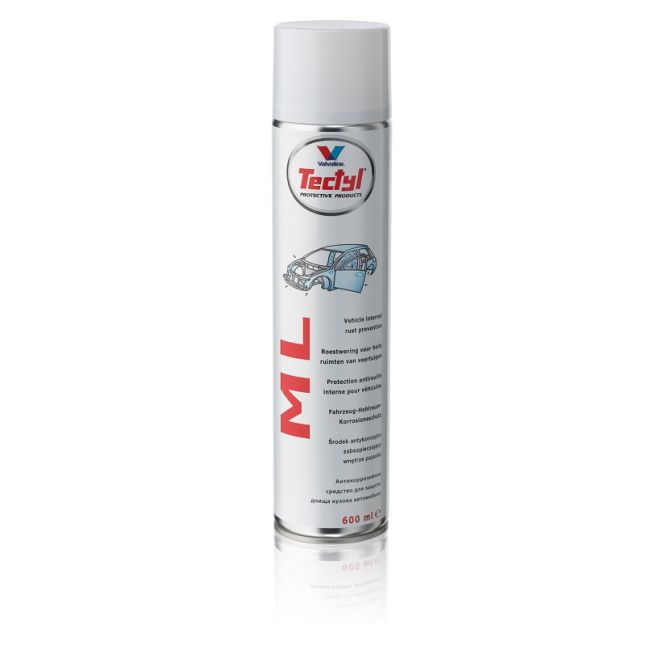 Valvoline.
Tectyl®
PROTECTIVE PRODUCTS
ML
Vehicle internal
rust preventive
Roestwering voor holle
ruimten van voertuigen
Protection antirouille
interne pour véhicules
Fahrzeug-Hohlraum-
Korrosionsschutz
Środek antykorozyjny
zabezpieczający
wnętrze pojazdu
Антикоррозийное
средство для защиты
днища кузова автомобиля
600 ml ℮